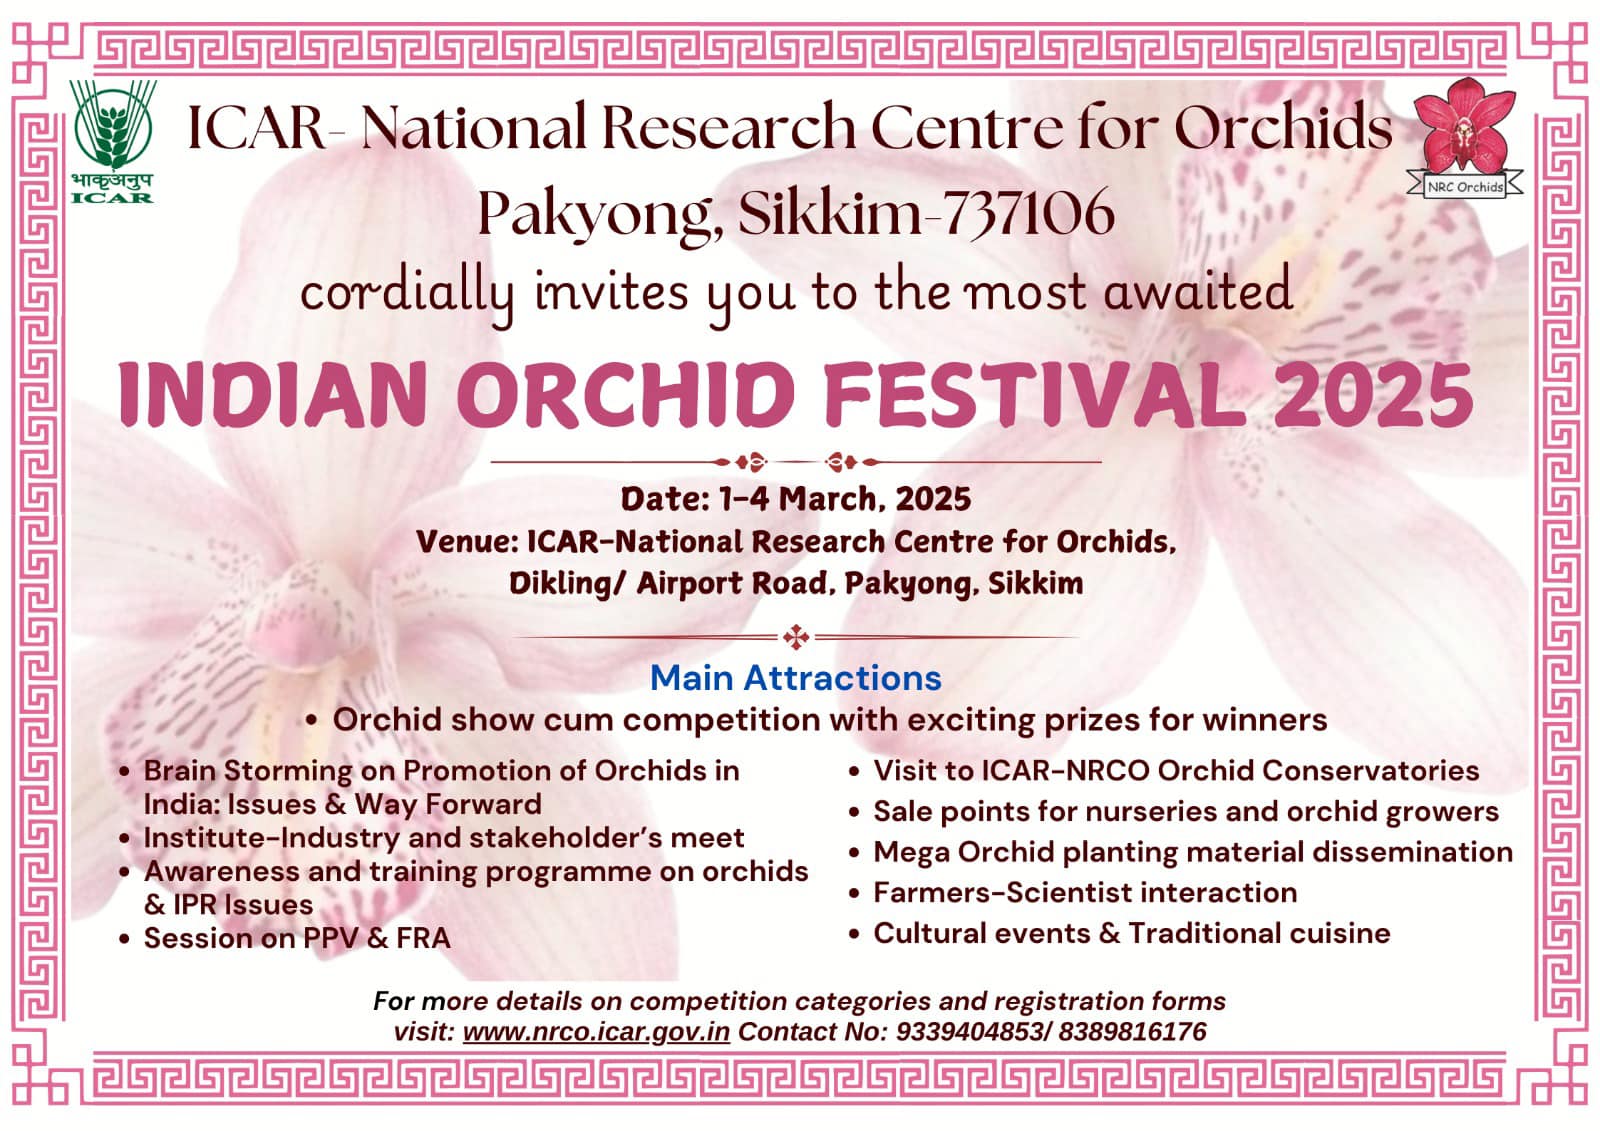 भाकृअनुप
ICAR
ICAR- National Research Centre for Orchids
NRC Orchids
Pakyong, Sikkim-737106
cordially invites you to the most awaited
INDIAN ORCHID FESTIVAL 2025
Date: 1-4 March, 2025
Venue: ICAR-National Research Centre for Orchids,
Dikling/ Airport Road, Pakyong, Sikkim
Main Attractions
• Orchid show cum competition with exciting prizes for winners
• Brain Storming on Promotion of Orchids in
India: Issues & Way Forward
• Institute-Industry and stakeholder’s meet
• Awareness and training programme on orchids
& IPR Issues
• Session on PPV & FRA
• Visit to ICAR-NRCO Orchid Conservatories
• Sale points for nurseries and orchid growers
• Mega Orchid planting material dissemination
• Farmers-Scientist interaction
• Cultural events & Traditional cuisine
For more details on competition categories and registration forms
visit: www.nrco.icar.gov.in Contact No: 9339404853/ 8389816176